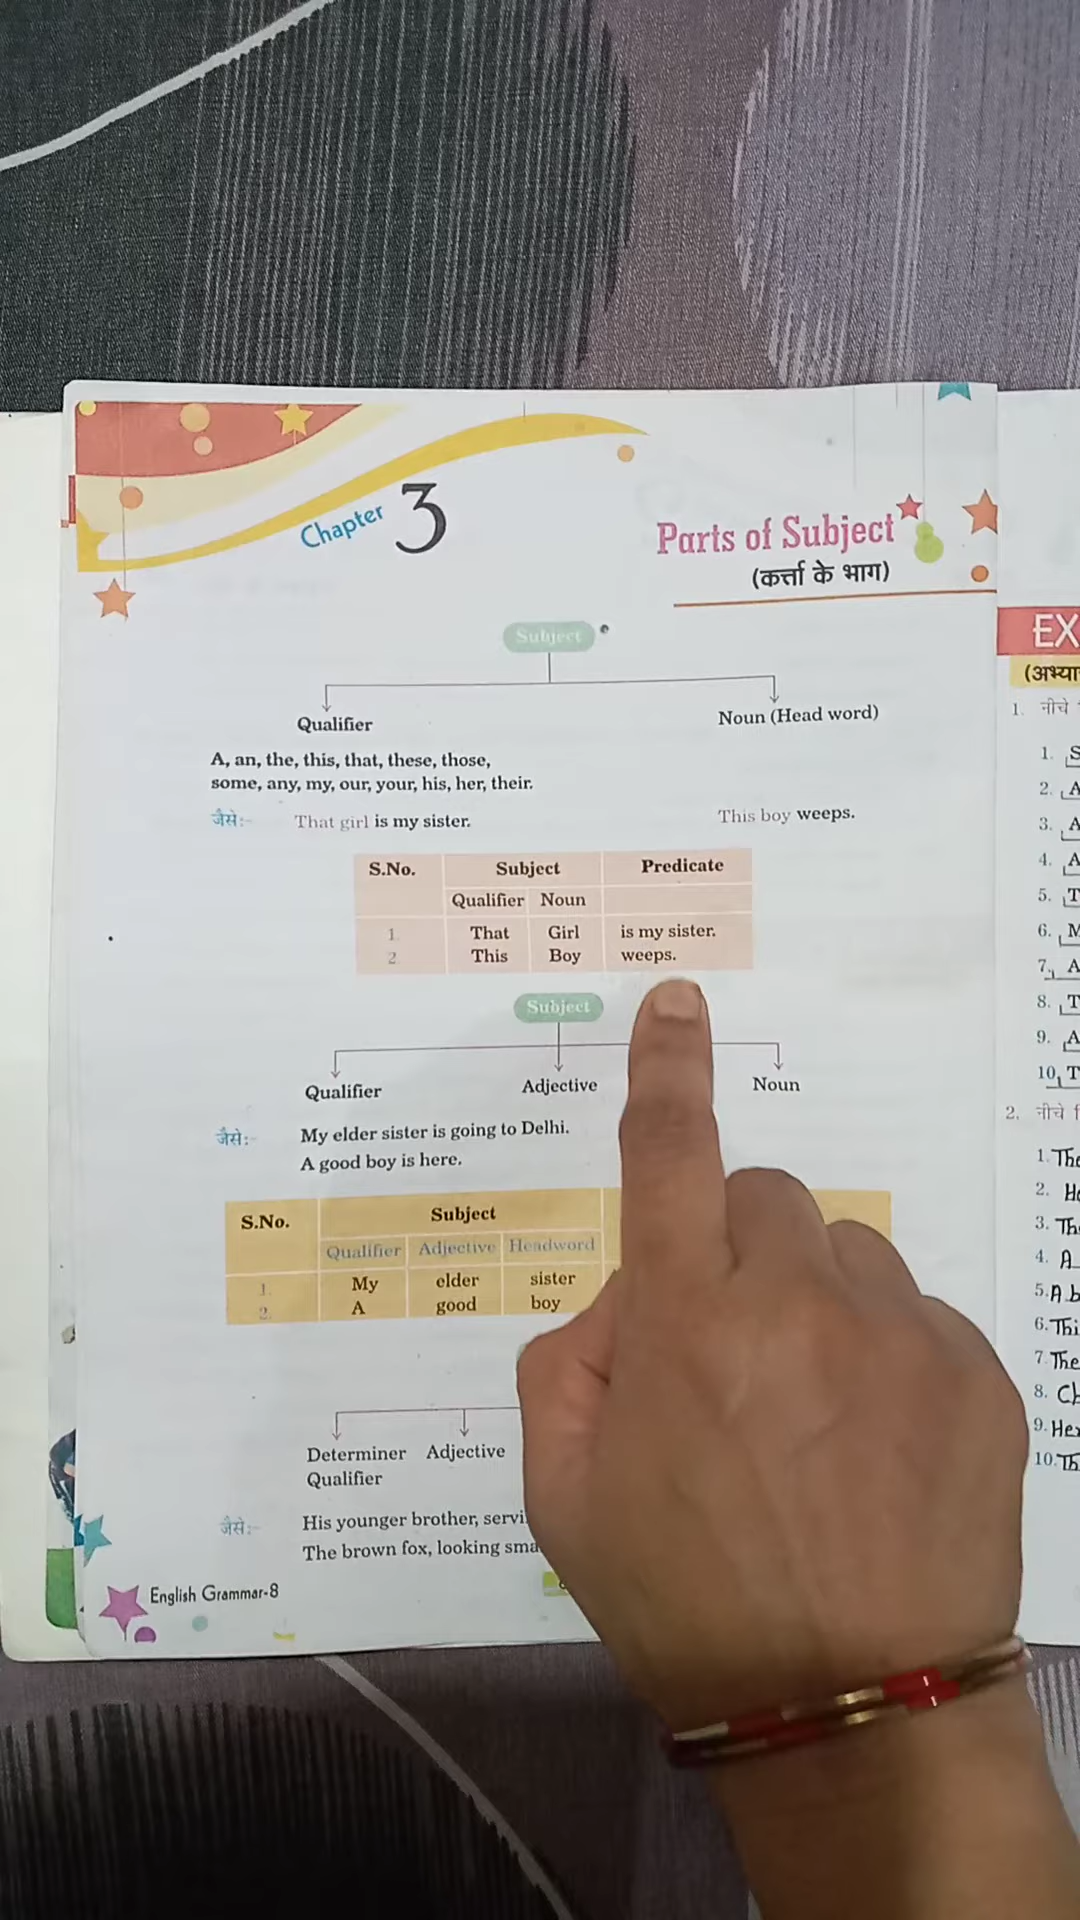 Chapter 3
Parts of Subject
(कर्त्ता के भाग)
Subject
Qualifier Noun (Head word)
A, an, the, this, that, these, those,
some, any, my, our, your, his, her, their.
जैसे:- That girl is my sister. This boy weeps.
S.No. Subject Predicate
Qualifier Noun
1. That Girl is my sister.
2 This Boy weeps.
Subject
Qualifier Adjective Noun
जैसे:- My elder sister is going to Delhi.
A good boy is here.
S.No. Subject
Qualifier Adjective Headword
1. My elder sister
2. A good boy
Determiner Adjective
Qualifier
जैसे:- His younger brother,
The brown fox, looking
English Grammar-8
EX
1. नीचे
1.
2. A
3. A
4. A
5. T
6. M
7. A
8. T
9. A
10. T
2. नीचे
1. The
2.
3.
4. A
5. A
6.
7. The
8.
9.
10.